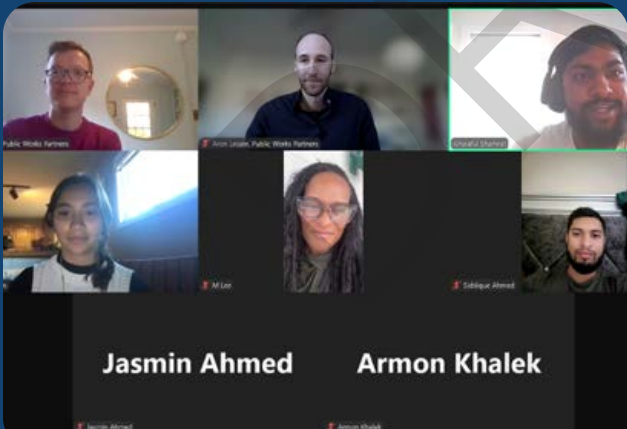 Public Works Partners
Aron Lesser, Public Works Partners
M Lee
Siddique Ahmed
Jasmin Ahmed
Armon Khalek
Jasmin Ahmed
Armon Khalek